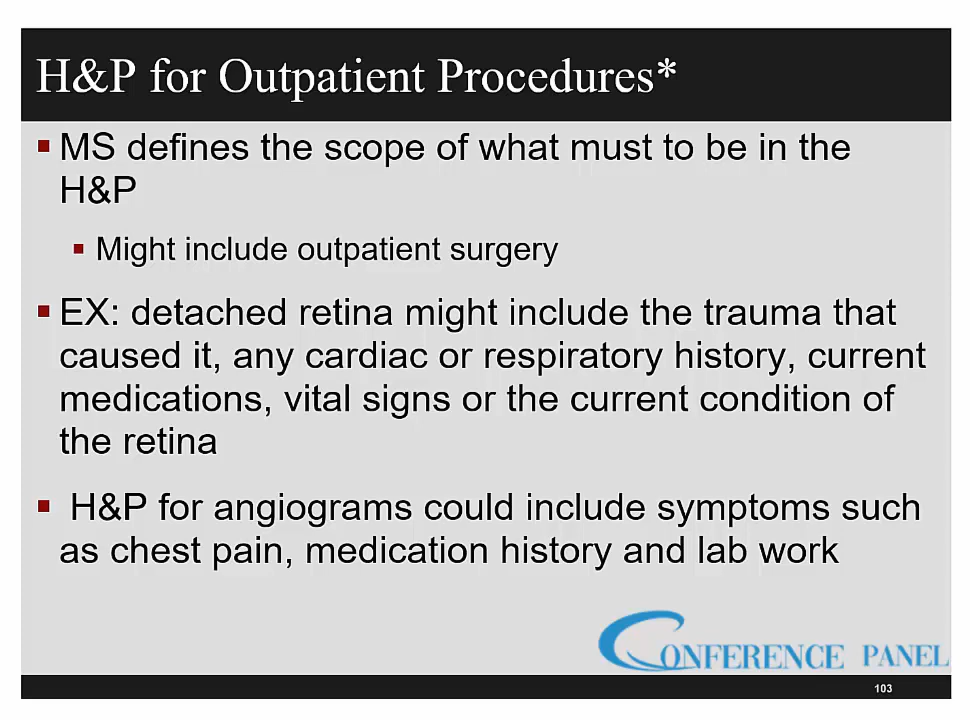 H&P for Outpatient Procedures*
MS defines the scope of what must to be in the
H&P
Might include outpatient surgery
EX: detached retina might include the trauma that
caused it, any cardiac or respiratory history, current
medications, vital signs or the current condition of
the retina
H&P for angiograms could include symptoms such
as chest pain, medication history and lab work
CONFERENCE PANEL
103